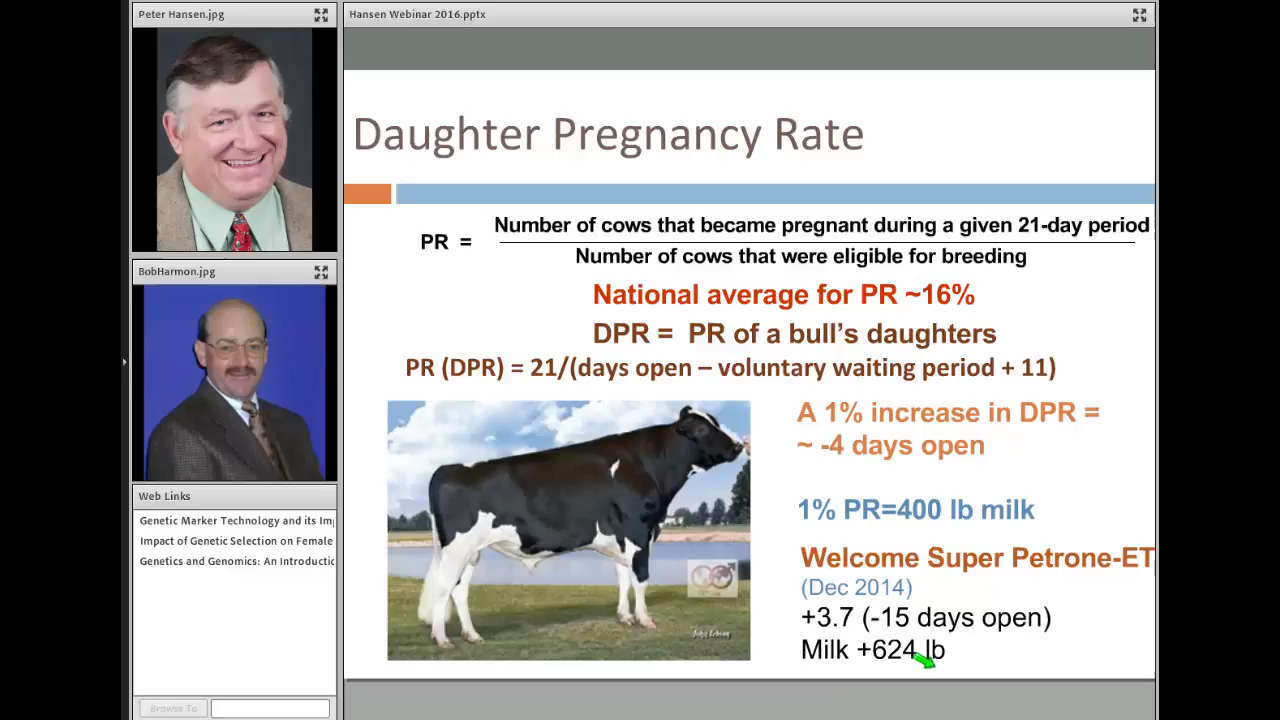 Peter Hansen.jpg
Hansen Webinar 2016.pptx
Daughter Pregnancy Rate
Number of cows that became pregnant during a given 21-day period
PR =
Number of cows that were eligible for breeding
National average for PR ~16%
DPR = PR of a bull's daughters
PR (DPR) = 21/(days open – voluntary waiting period + 11)
A 1% increase in DPR =
~ -4 days open
1% PR=400 lb milk
Welcome Super Petrone-ET
(Dec 2014)
+3.7 (-15 days open)
Milk +624 lb
BobHarmon.jpg
Web Links
Genetic Marker Technology and its Im
Impact of Genetic Selection on Female
Genetics and Genomics: An Introducti
Browse To